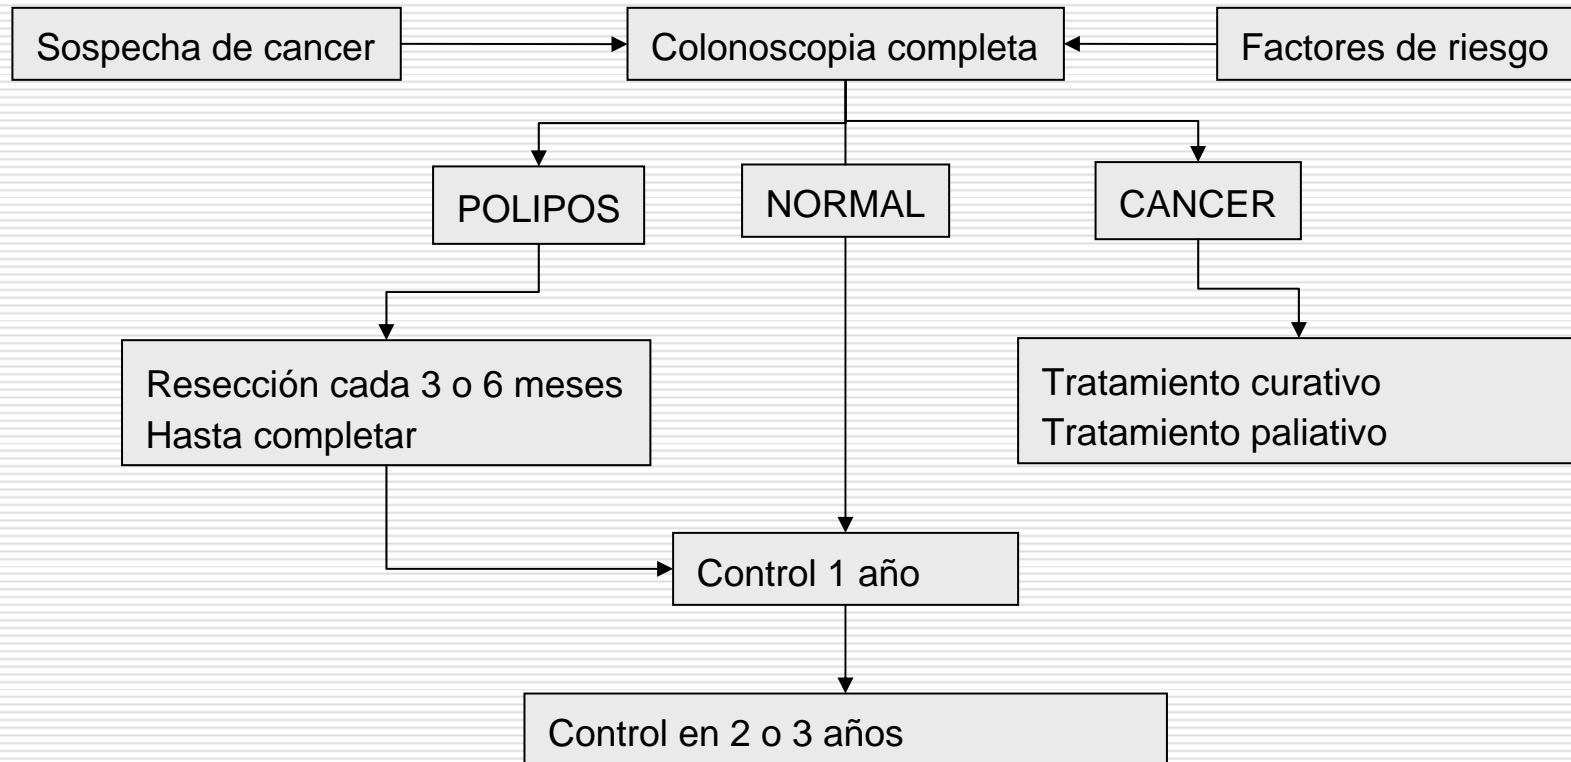 Sospecha de cancer
Colonoscopia completa
Factores de riesgo
POLIPOS
NORMAL
CANCER
Resección cada 3 o 6 meses
Hasta completar
Tratamiento curativo
Tratamiento paliativo
Control 1 año
Control en 2 o 3 años